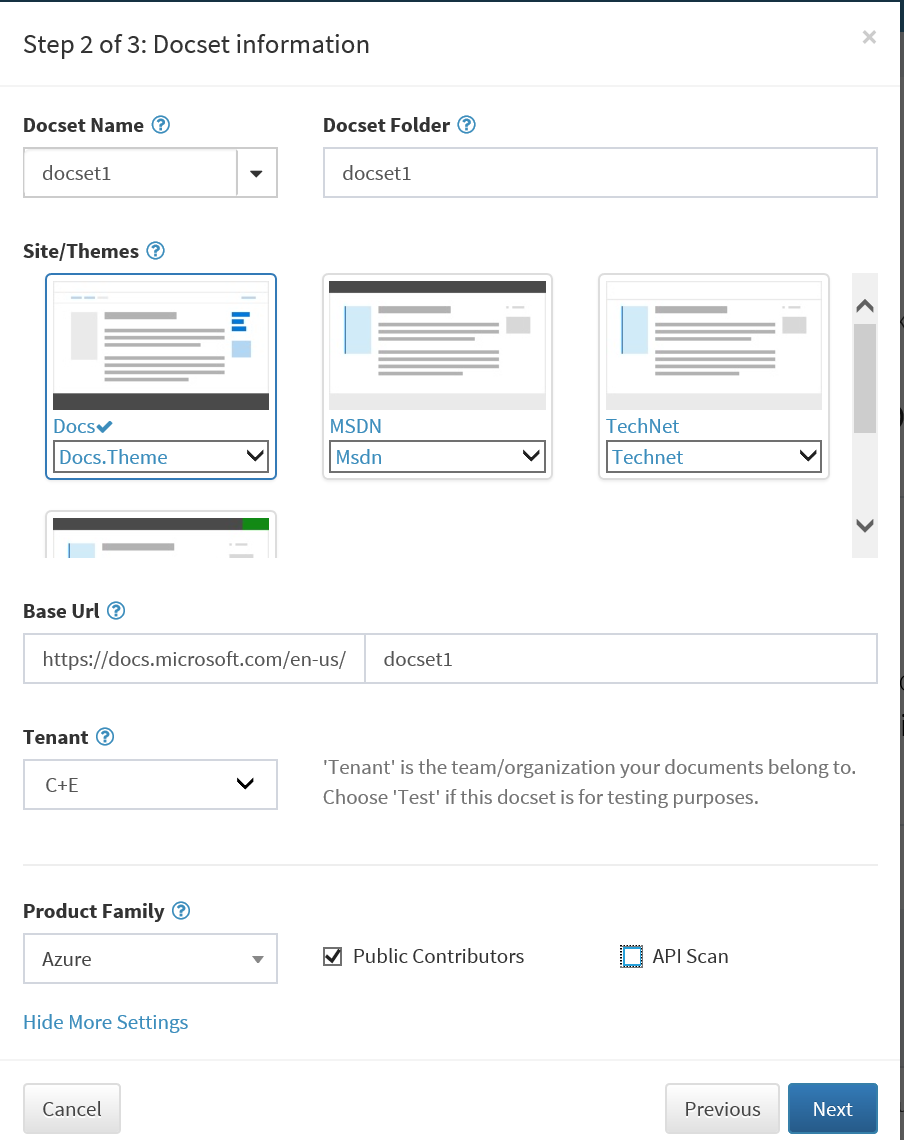 Step 2 of 3: Docset information ×
Docset Name ? Docset Folder ?
docset1 docset1
Site/Themes ?
Docs MSDN TechNet
Docs.Theme Msdn Technet
Base Url ?
https://docs.microsoft.com/en-us/ docset1
Tenant ?
C+E
'Tenant' is the team/organization your documents belong to.
Choose 'Test' if this docset is for testing purposes.
Product Family ?
Azure Public Contributors API Scan
Hide More Settings
Cancel Previous Next